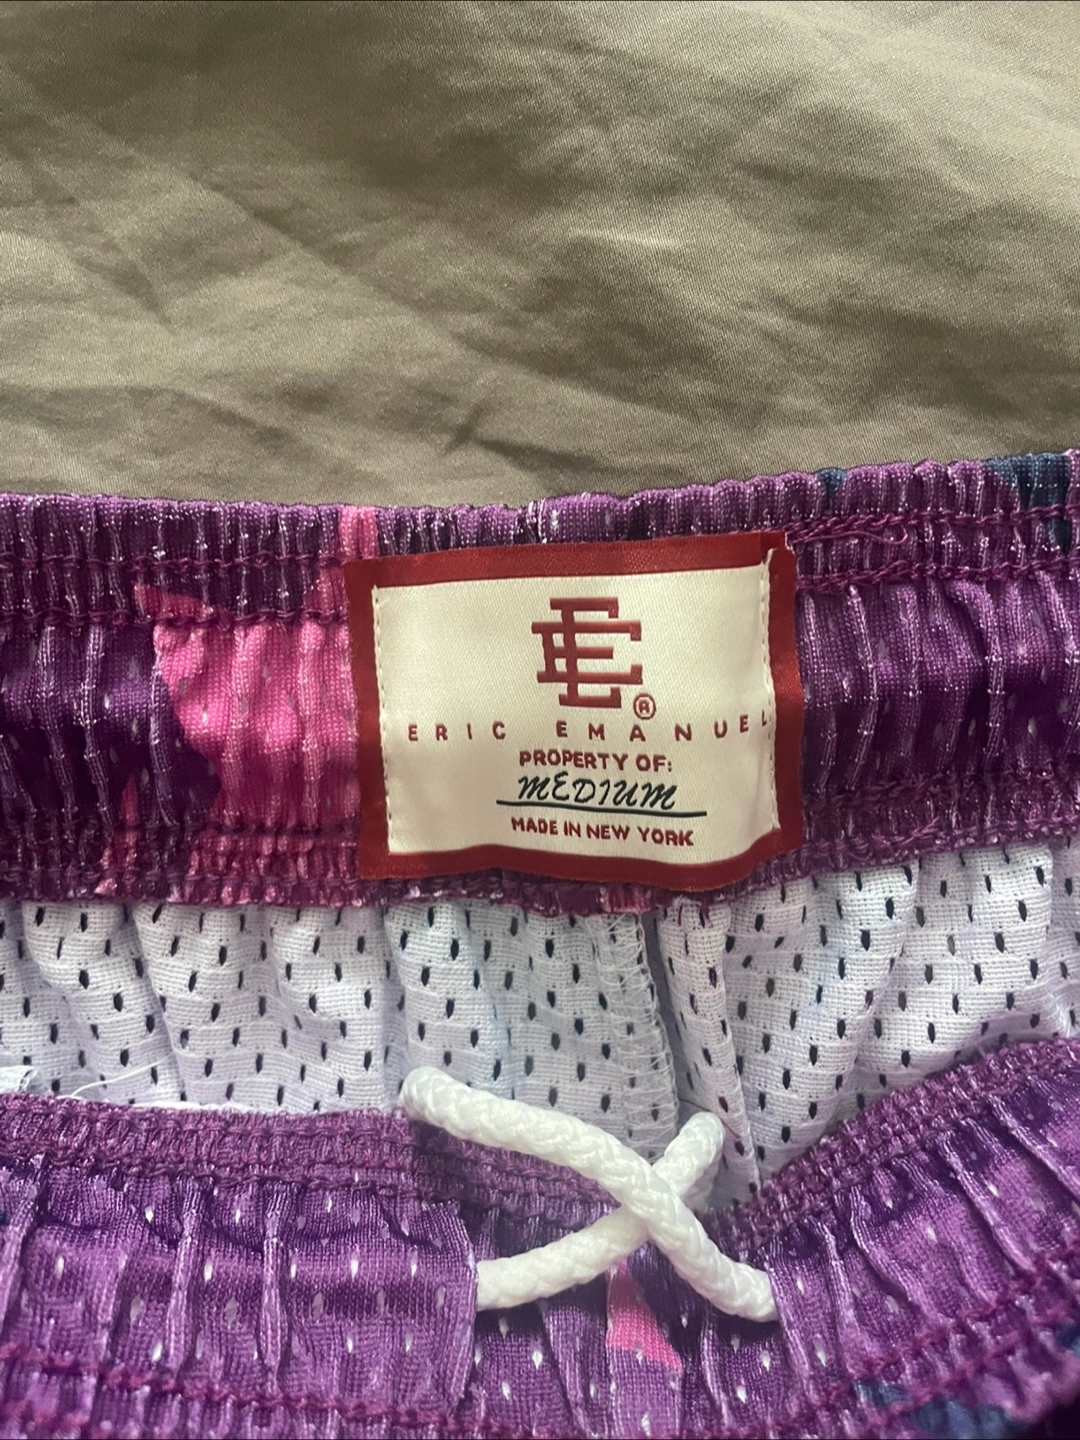 EE®
ERIC EMANUEL
PROPERTY OF:
MEDIUM
MADE IN NEW YORK